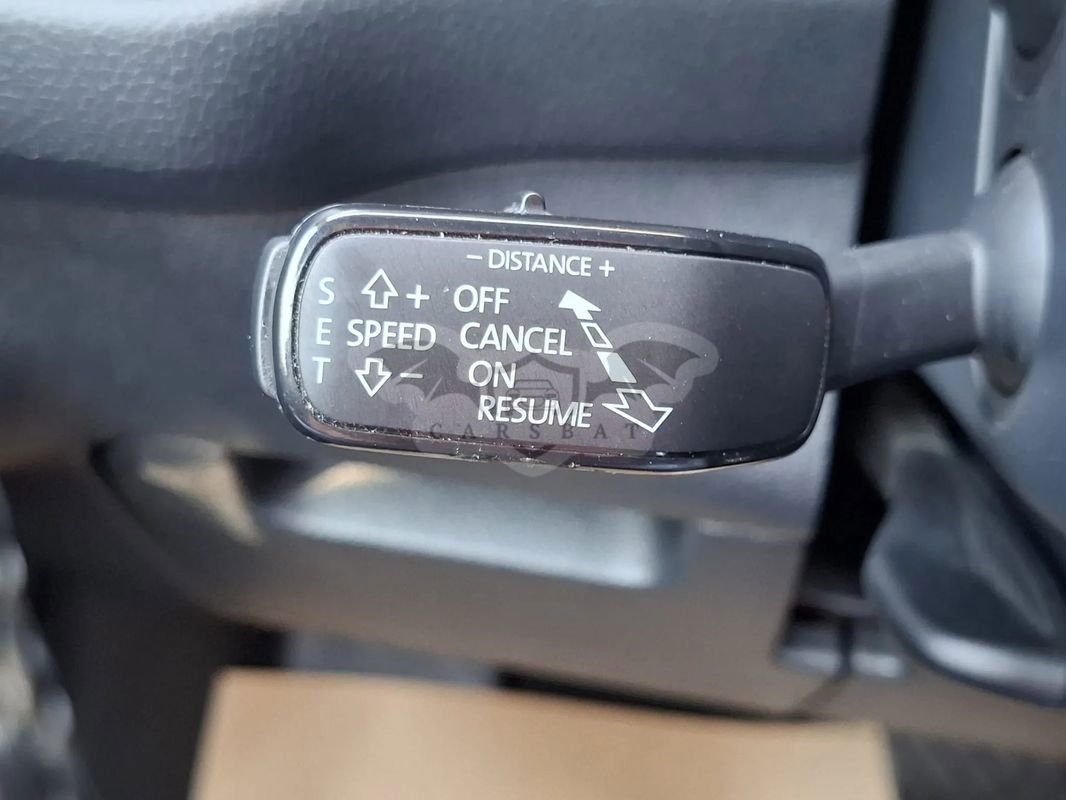 − DISTANCE +
S + OFF
E SPEED CANCEL
T − ON
RESUME
CARSBAT